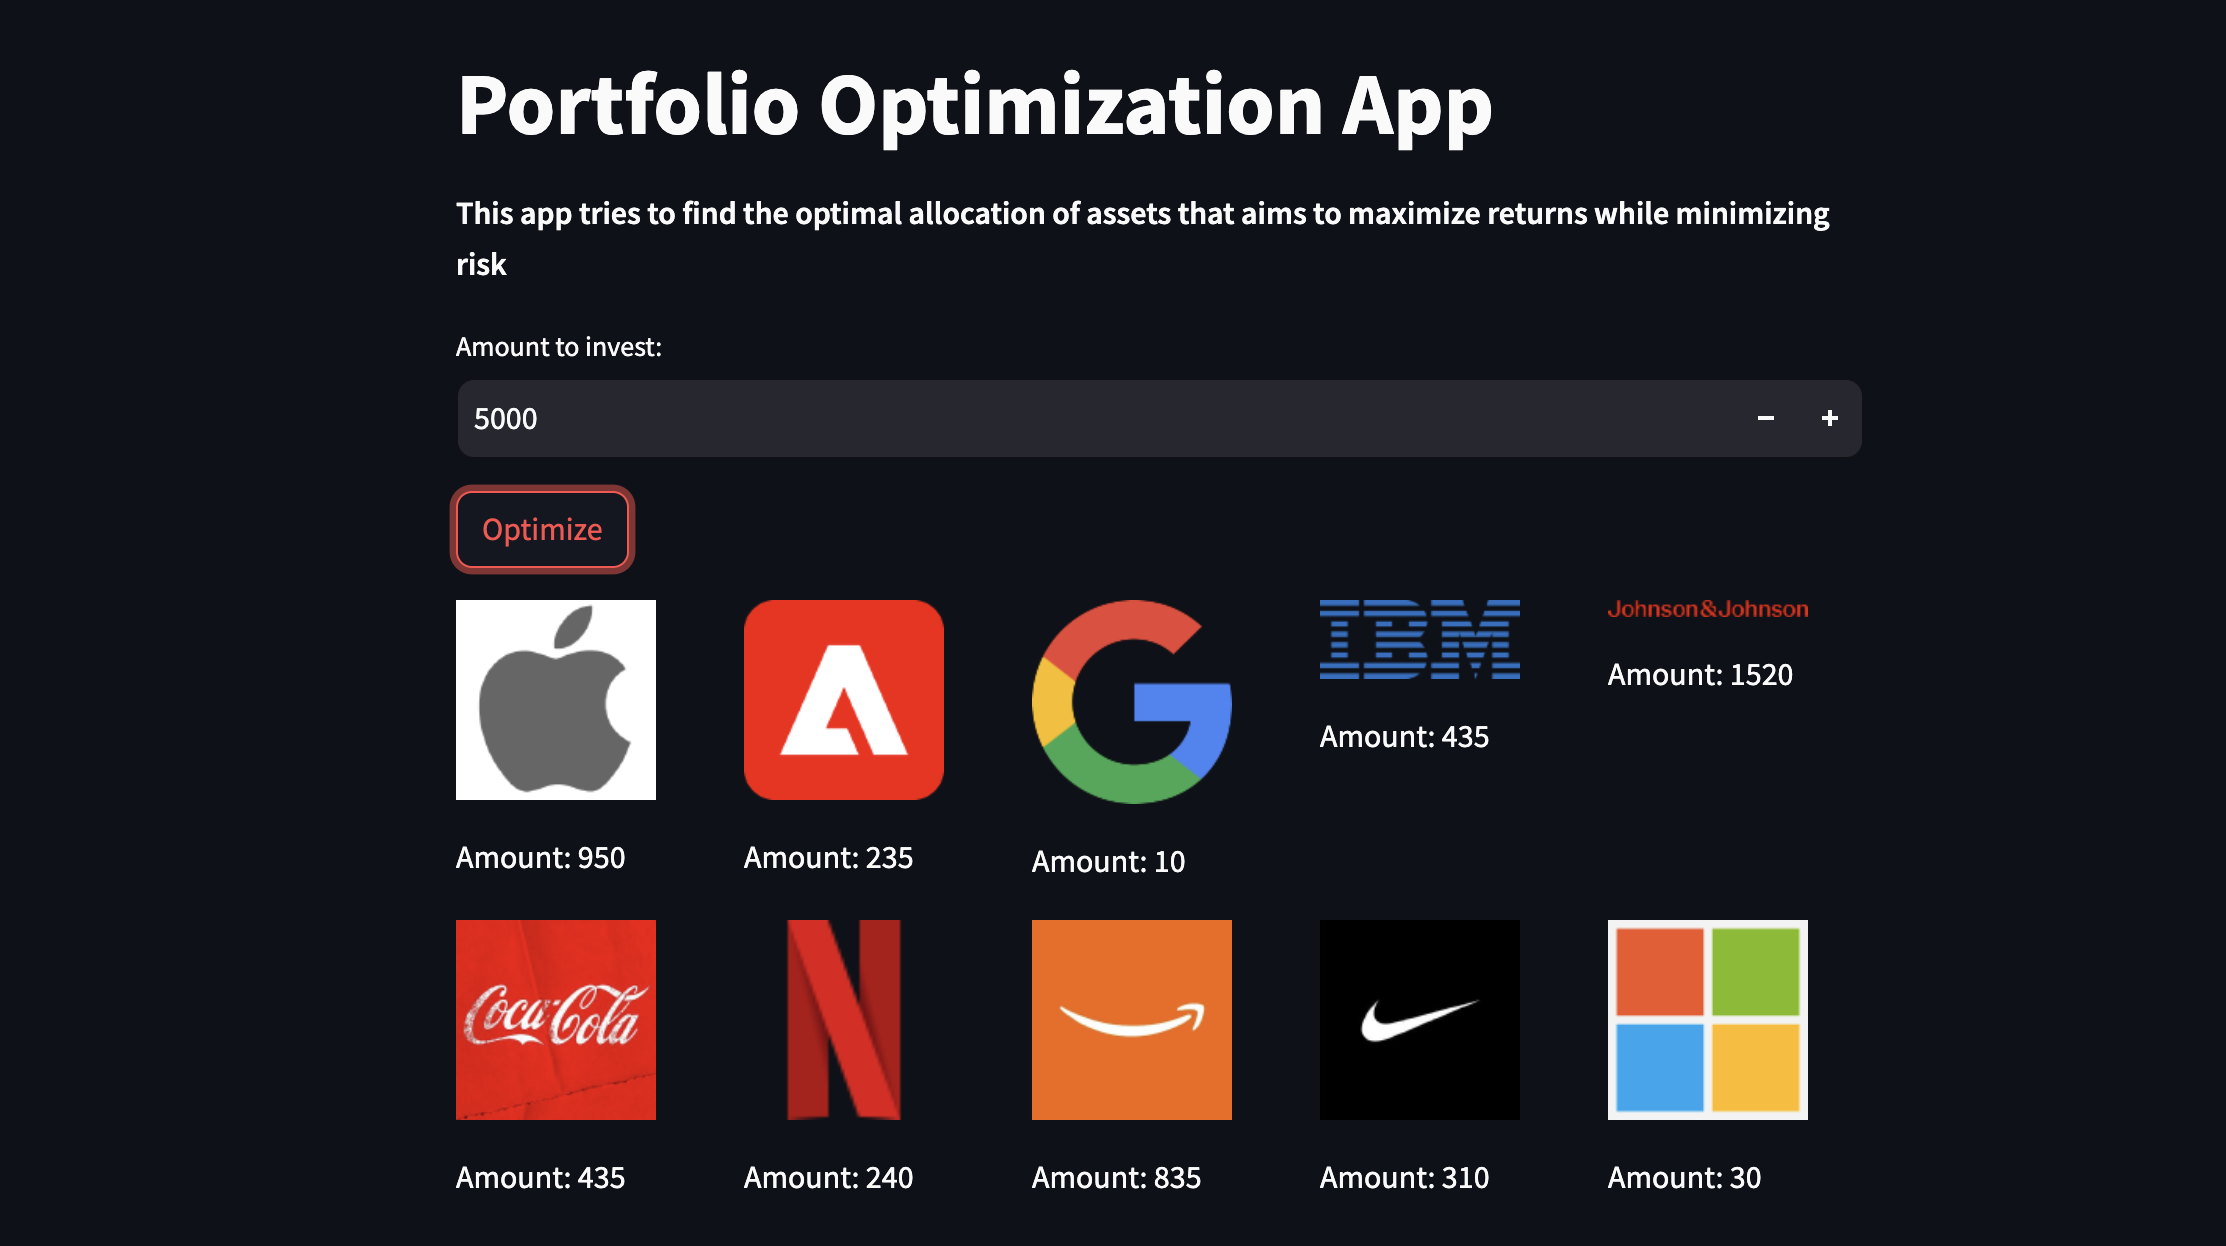 Portfolio Optimization App
This app tries to find the optimal allocation of assets that aims to maximize returns while minimizing
risk
Amount to invest:
5000
Optimize
IBM
Johnson&Johnson
Amount: 950
Amount: 235
Amount: 10
Amount: 435
Amount: 1520
Coca-Cola
N
Amount: 435
Amount: 240
Amount: 835
Amount: 310
Amount: 30